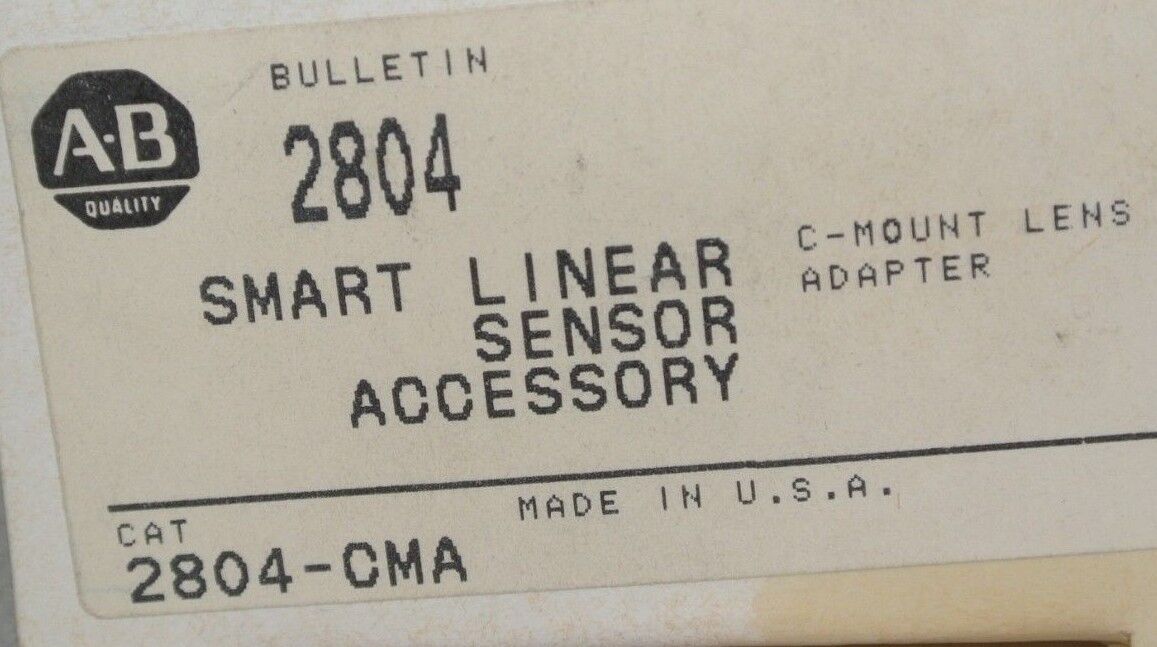 A-B
QUALITY
BULLETIN
2804
SMART LINEAR
SENSOR
ACCESSORY
C-MOUNT LENS
ADAPTER
MADE IN U.S.A.
CAT
2804-CMA